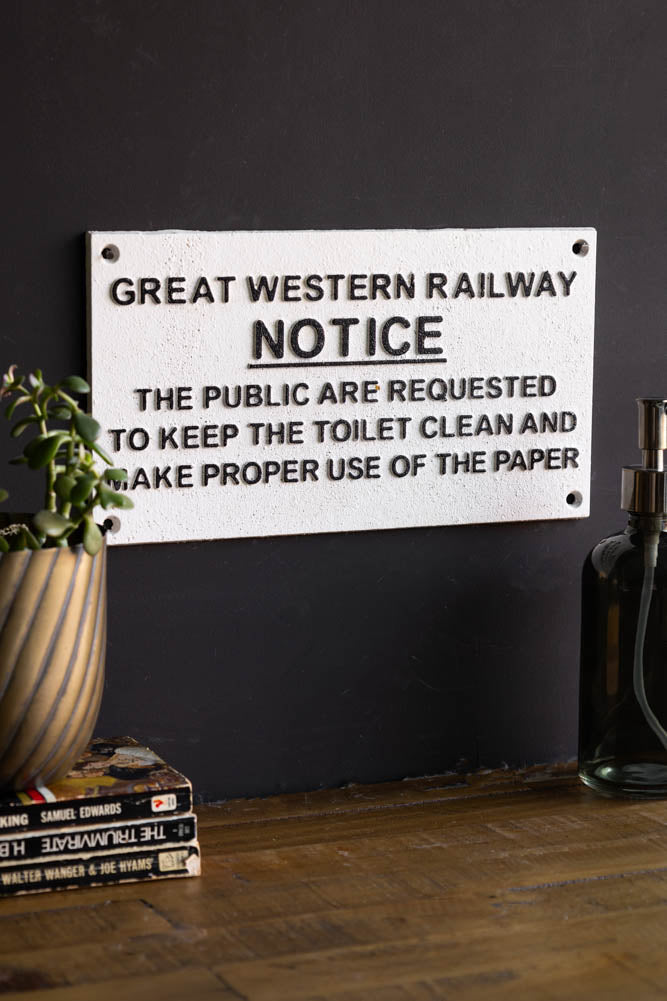 GREAT WESTERN RAILWAY
NOTICE
THE PUBLIC ARE REQUESTED
TO KEEP THE TOILET CLEAN AND
MAKE PROPER USE OF THE PAPER
KING SAMUEL EDWARDS
THE TRIUMVIRATE H.B
WALTER WANGER & JOE HYAMS